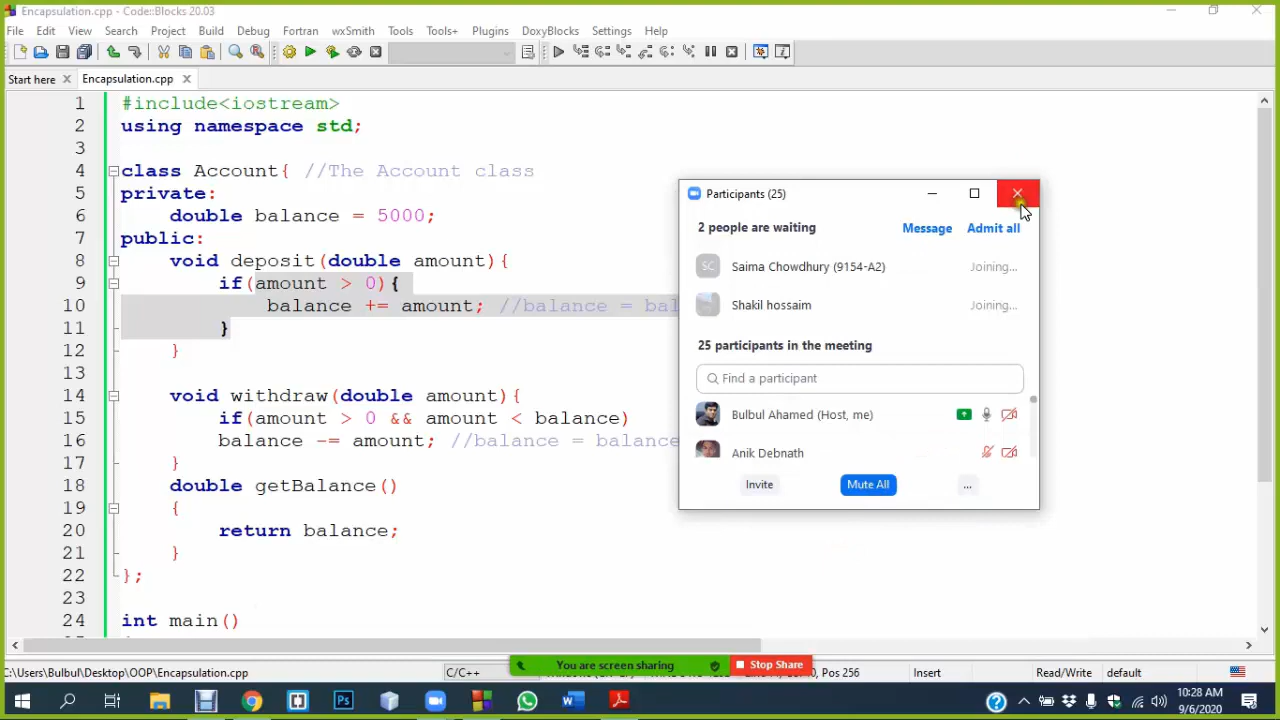 Encapsulation.cpp - Code::Blocks 20.03
File Edit View Search Project Build Debug Fortran wxSmith Tools Tools+ Plugins DoxyBlocks Settings Help
Start here Encapsulation.cpp
1 #include<iostream>
2 using namespace std;
3
4 class Account{ //The Account class
5 private:
6 double balance = 5000;
7 public:
8 void deposit(double amount){
9 if(amount > 0){
10 balance += amount; //balance = bal
11 }
12 }
13
14 void withdraw(double amount){
15 if(amount > 0 && amount < balance)
16 balance -= amount; //balance = balance
17 }
18 double getBalance()
19 {
20 return balance;
21 }
22 };
23
24 int main()
Participants (25)
2 people are waiting Message Admit all
SC Saima Chowdhury (9154-A2) Joining...
Shakil hossaim Joining...
25 participants in the meeting
Find a participant
Bulbul Ahamed (Host, me)
Anik Debnath
Invite Mute All ...
C:\Users\Bulbul\Desktop\OOP\Encapsulation.cpp C/C++ Pos 256 Insert Read/Write default
You are screen sharing Stop Share
10:28 AM
9/6/2020